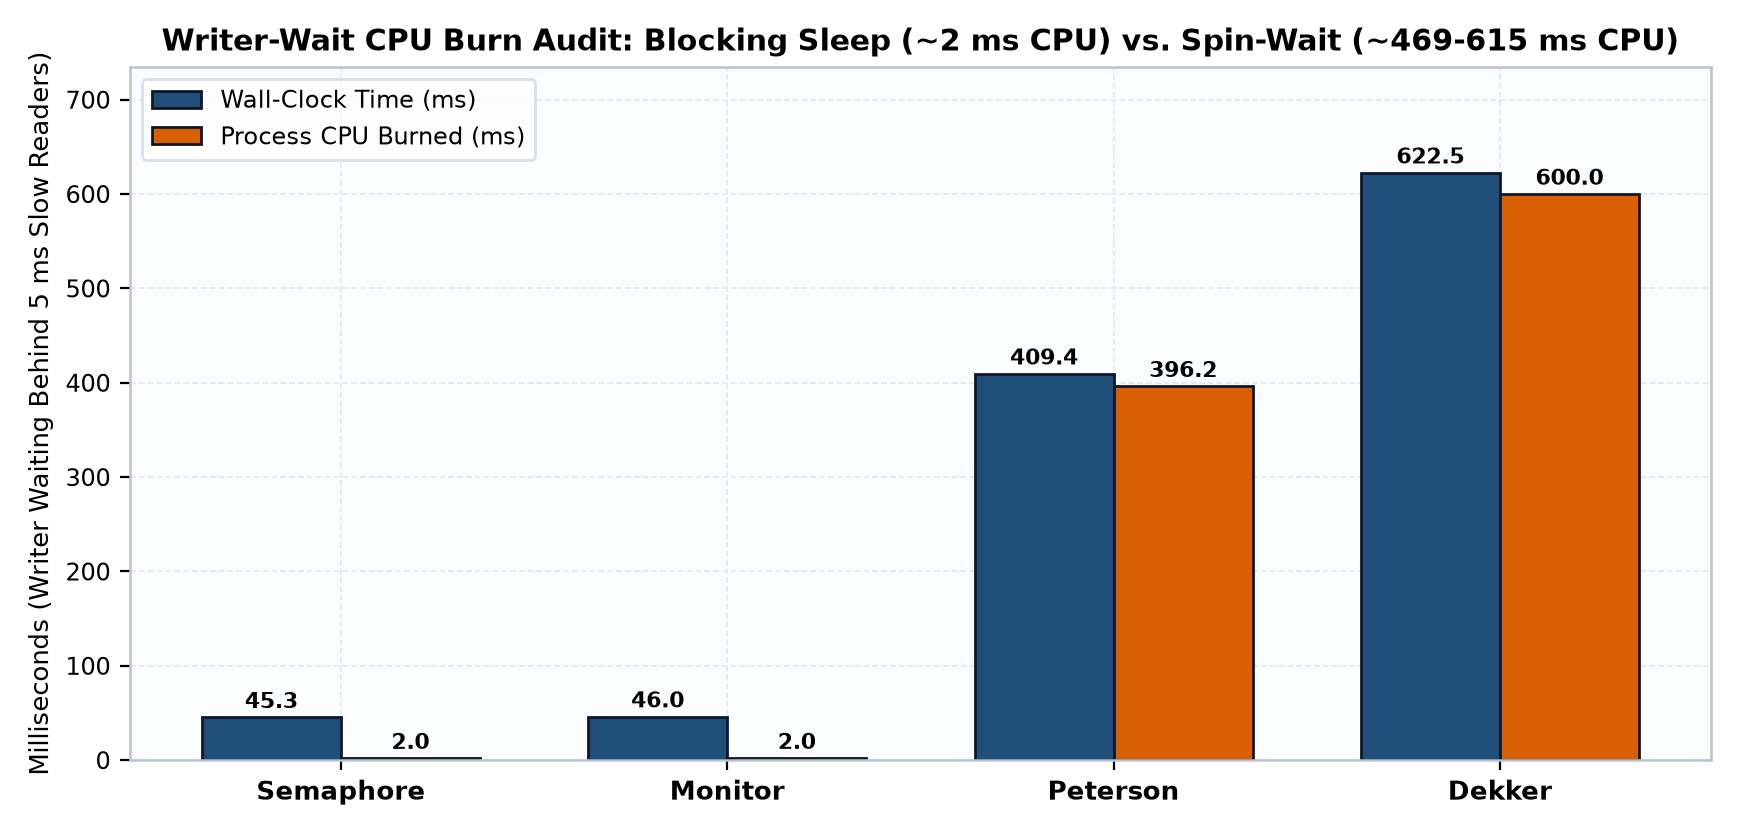 Writer-Wait CPU Burn Audit: Blocking Sleep (~2 ms CPU) vs. Spin-Wait (~469-615 ms CPU)
Milliseconds (Writer Waiting Behind 5 ms Slow Readers)
Wall-Clock Time (ms)
Process CPU Burned (ms)
700
600
500
400
300
200
100
0
45.3
2.0
46.0
2.0
409.4
396.2
622.5
600.0
Semaphore
Monitor
Peterson
Dekker